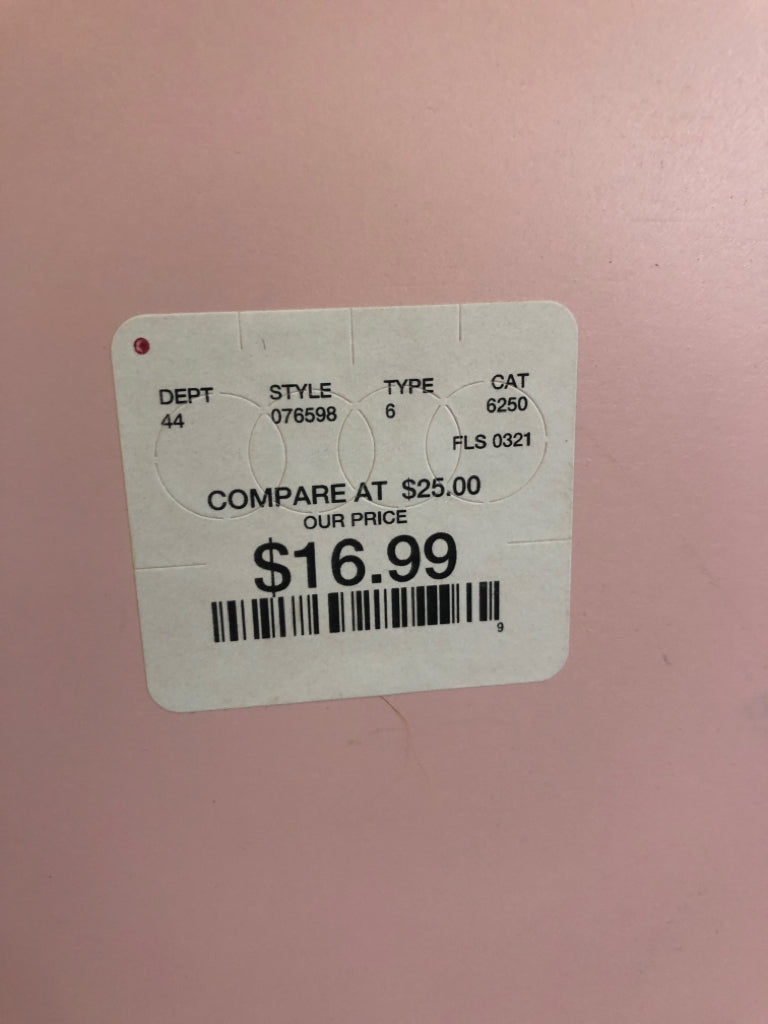 DEPT STYLE TYPE CAT
44 076598 6 6250
FLS 0321
COMPARE AT $25.00
OUR PRICE
$16.99
9